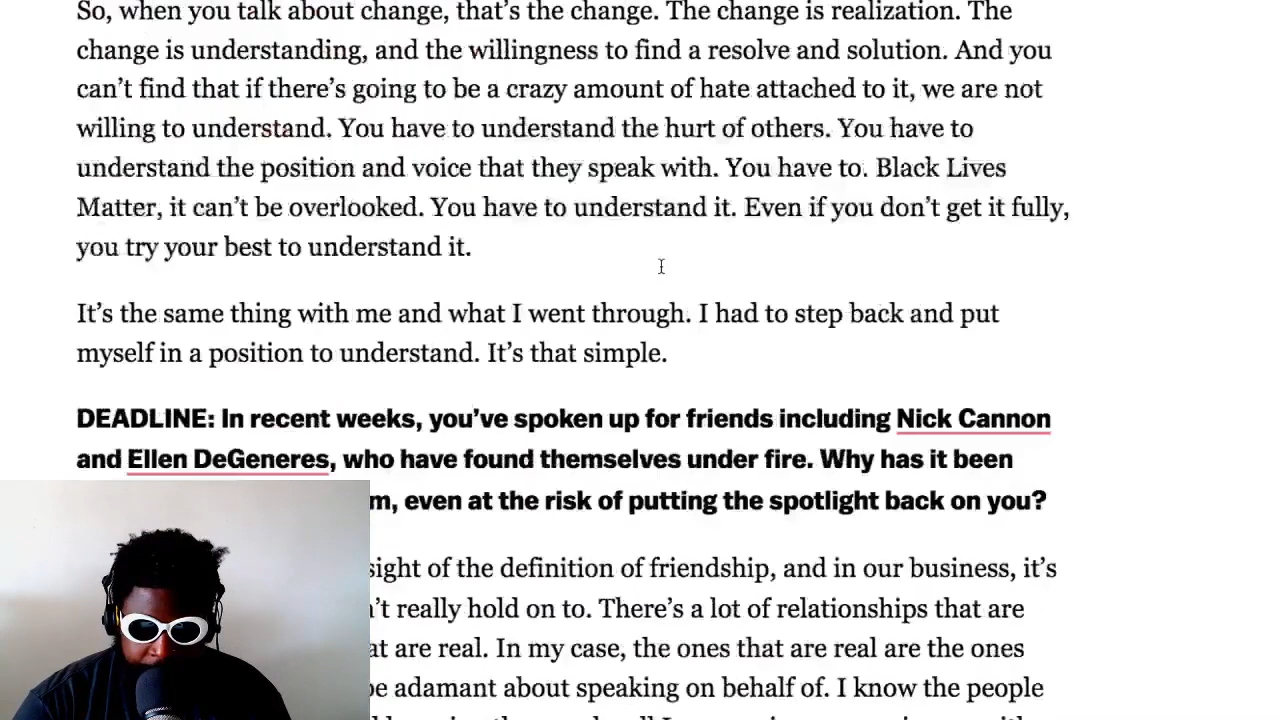 So, when you talk about change, that’s the change. The change is realization. The
change is understanding, and the willingness to find a resolve and solution. And you
can’t find that if there’s going to be a crazy amount of hate attached to it, we are not
willing to understand. You have to understand the hurt of others. You have to
understand the position and voice that they speak with. You have to. Black Lives
Matter, it can’t be overlooked. You have to understand it. Even if you don’t get it fully,
you try your best to understand it.
It’s the same thing with me and what I went through. I had to step back and put
myself in a position to understand. It’s that simple.
DEADLINE: In recent weeks, you’ve spoken up for friends including Nick Cannon
and Ellen DeGeneres, who have found themselves under fire. Why has it been
m, even at the risk of putting the spotlight back on you?
sight of the definition of friendship, and in our business, it’s
’t really hold on to. There’s a lot of relationships that are
at are real. In my case, the ones that are real are the ones
be adamant about speaking on behalf of. I know the people